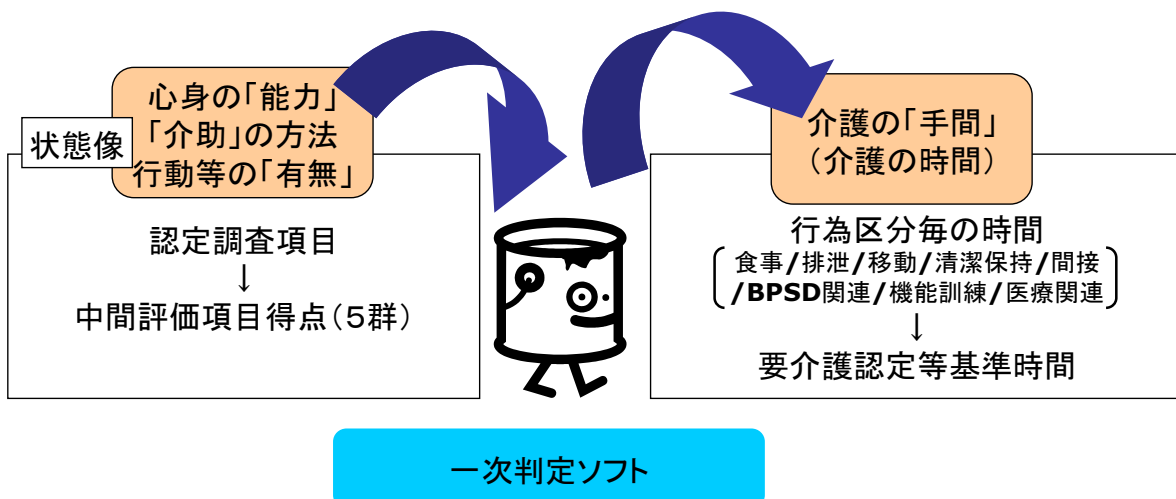 状態像
心身の「能力」
「介助」の方法
行動等の「有無」
認定調査項目
↓
中間評価項目得点（５群）
介護の「手間」
（介護の時間）
行為区分毎の時間
食事/排泄/移動/清潔保持/間接
/BPSD関連/機能訓練/医療関連
↓
要介護認定等基準時間
一次判定ソフト